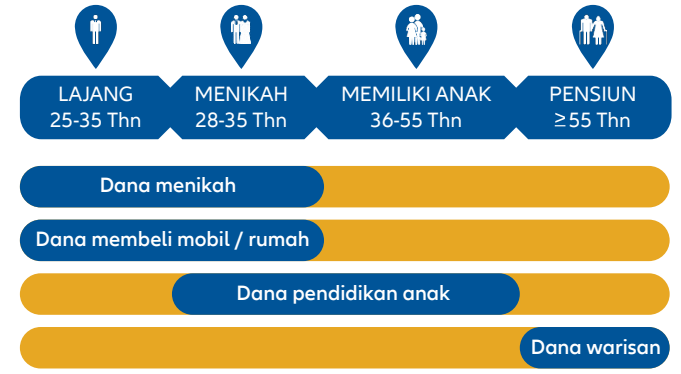 LAJANG
25-35 Thn
MENIKAH
28-35 Thn
MEMILIKI ANAK
36-55 Thn
PENSIUN
≥55 Thn
Dana menikah
Dana membeli mobil / rumah
Dana pendidikan anak
Dana warisan